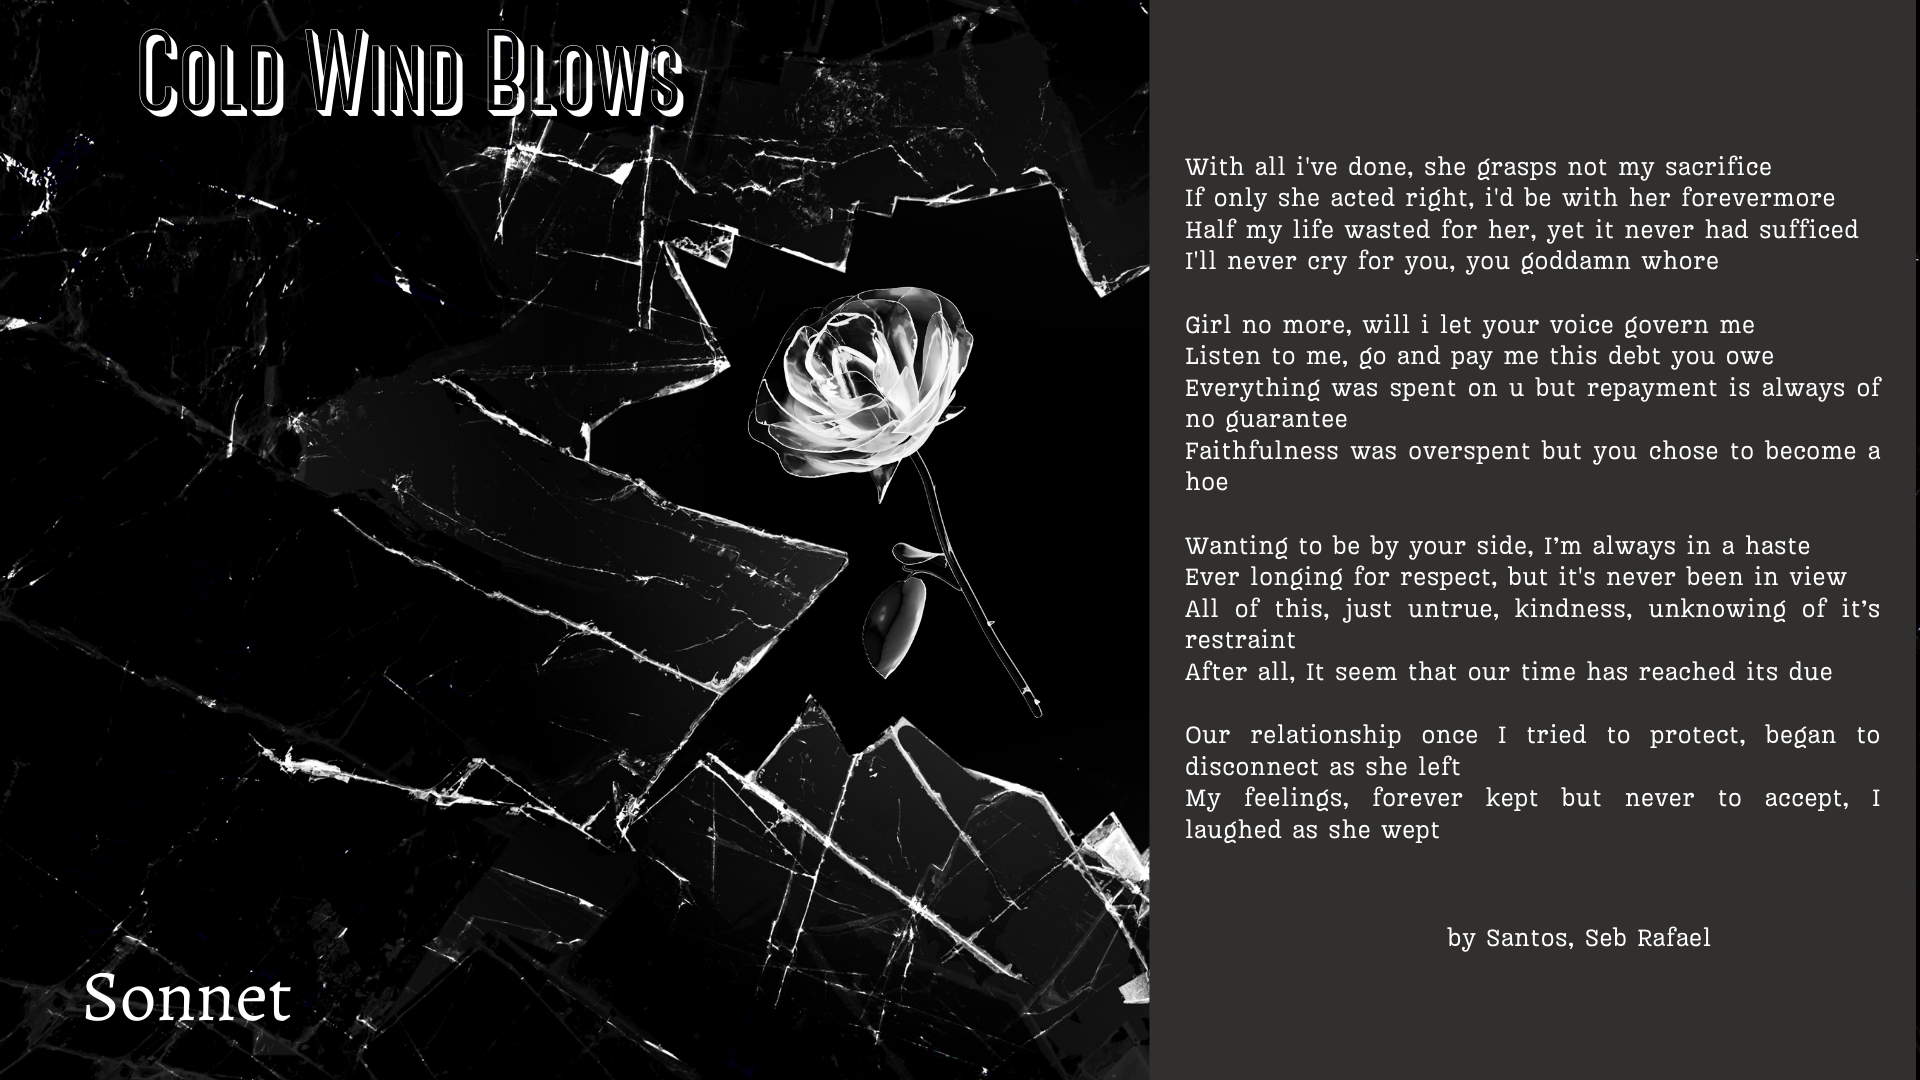 Cold Wind Blows
With all i've done, she grasps not my sacrifice
If only she acted right, i'd be with her forevermore
Half my life wasted for her, yet it never had sufficed
I'll never cry for you, you goddamn whore
Girl no more, will i let your voice govern me
Listen to me, go and pay me this debt you owe
Everything was spent on u but repayment is always of
no guarantee
Faithfulness was overspent but you chose to become a
hoe
Wanting to be by your side, I’m always in a haste
Ever longing for respect, but it's never been in view
All of this, just untrue, kindness, unknowing of it’s
restraint
After all, It seem that our time has reached its due
Our relationship once I tried to protect, began to
disconnect as she left
My feelings, forever kept but never to accept, I
laughed as she wept
by Santos, Seb Rafael
Sonnet